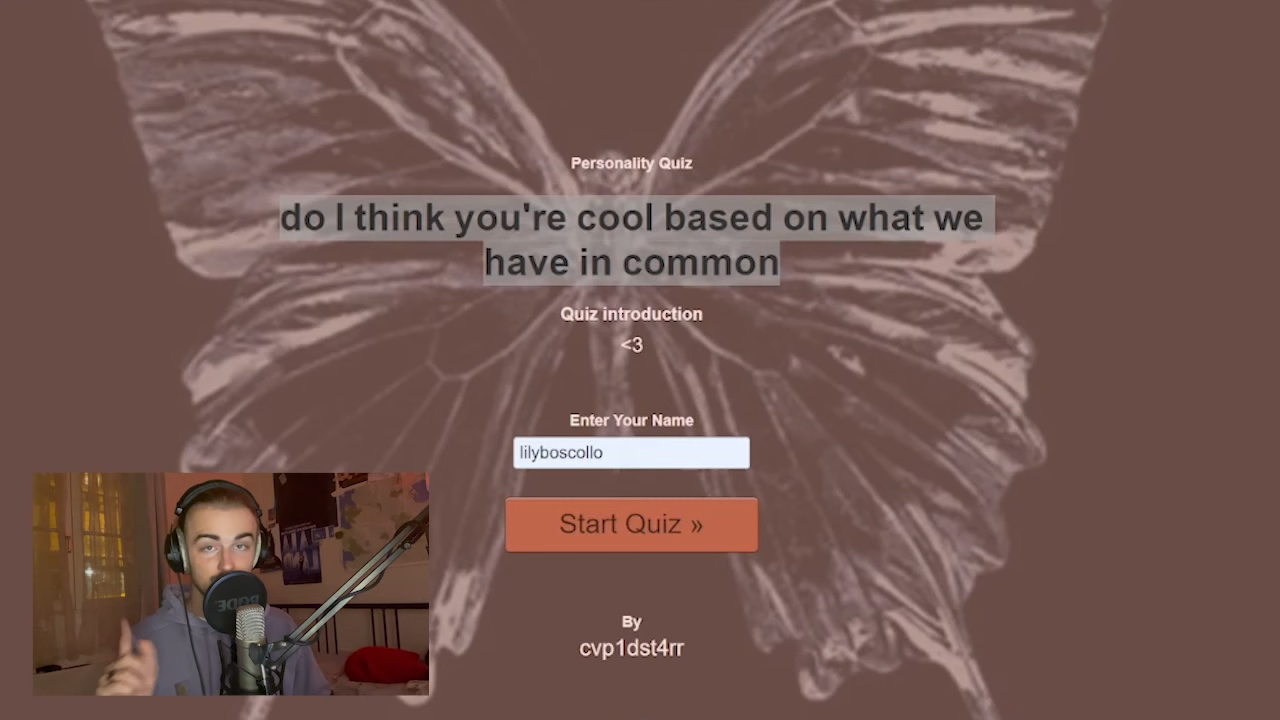 Personality Quiz
do I think you're cool based on what we
have in common
Quiz introduction
<3
Enter Your Name
lilyboscollo
Start Quiz »
By
cvp1dst4rr